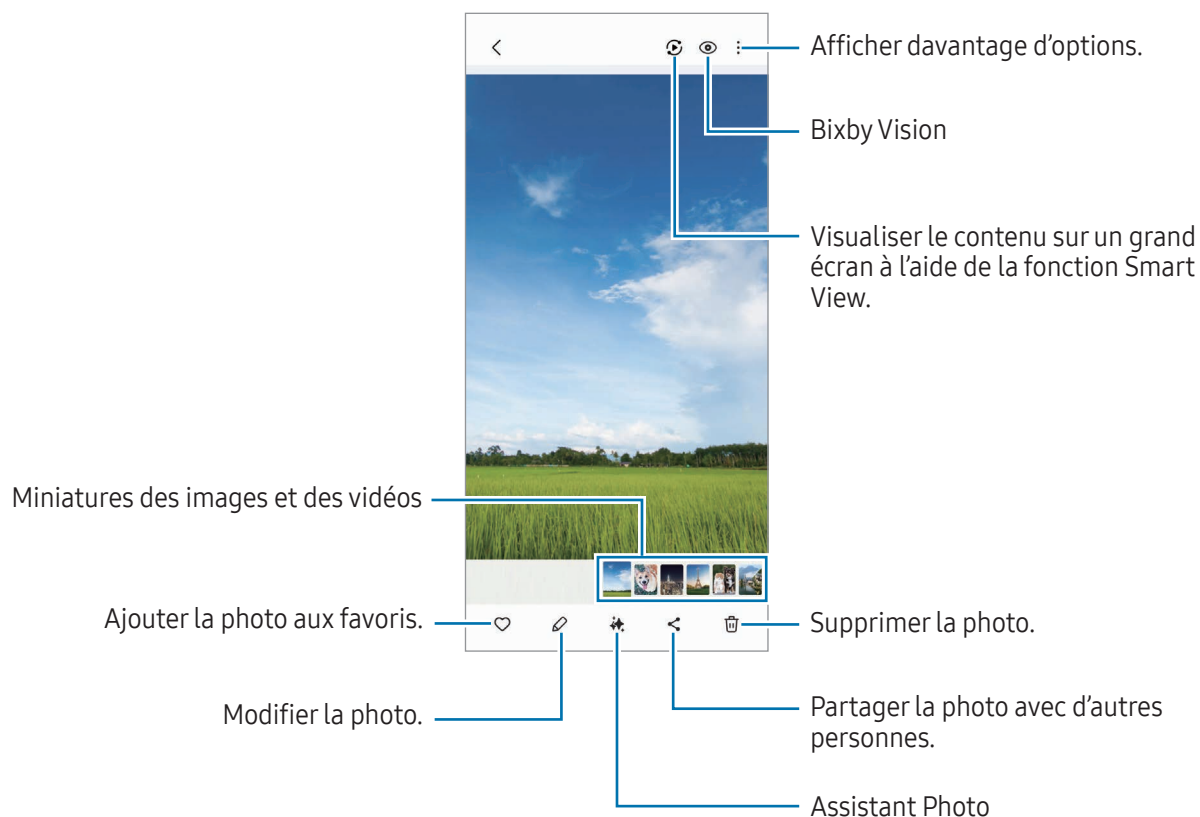 Afficher davantage d'options.
Bixby Vision
Visualiser le contenu sur un grand
écran à l'aide de la fonction Smart
View.
Miniatures des images et des vidéos
Ajouter la photo aux favoris.
Supprimer la photo.
Modifier la photo.
Partager la photo avec d'autres
personnes.
Assistant Photo